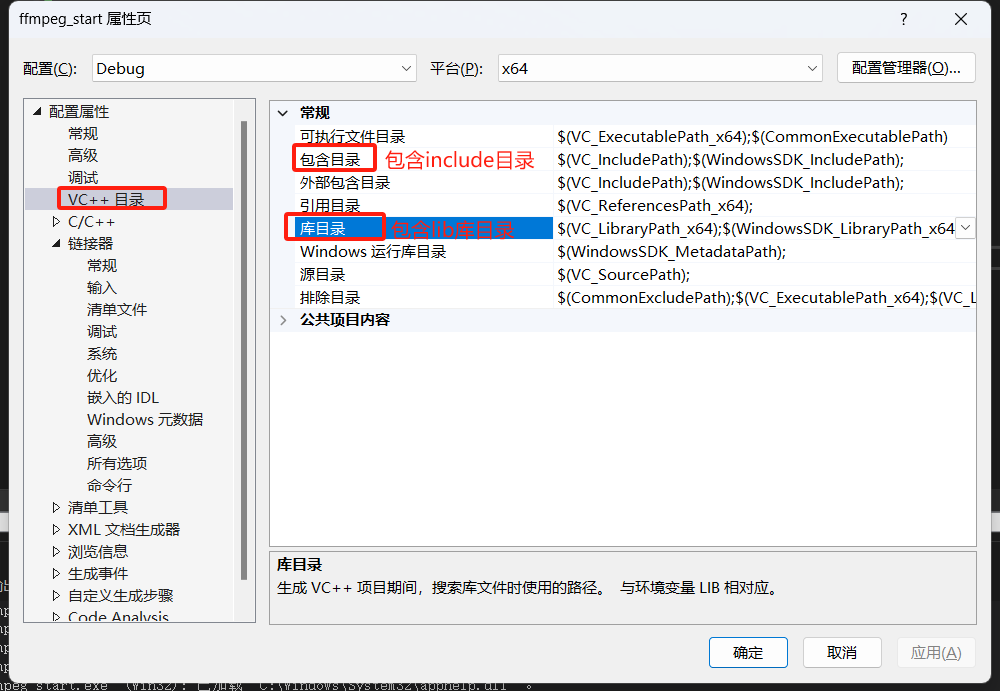 ffmpeg_start 属性页
?
配置(C):
Debug
平台(P):
x64
配置管理器(O)...
配置属性
常规
高级
调试
VC++ 目录
C/C++
链接器
常规
输入
清单文件
调试
系统
优化
嵌入的 IDL
Windows 元数据
高级
所有选项
命令行
清单工具
XML 文档生成器
浏览信息
生成事件
自定义生成步骤
Code Analysis
常规
可执行文件目录 $(VC_ExecutablePath_x64);$(CommonExecutablePath)
包含目录 包含include目录 $(VC_IncludePath);$(WindowsSDK_IncludePath);
外部包含目录 $(VC_IncludePath);$(WindowsSDK_IncludePath);
引用目录 $(VC_ReferencesPath_x64);
库目录 包含lib库目录 $(VC_LibraryPath_x64);$(WindowsSDK_LibraryPath_x64
Windows 运行库目录 $(WindowsSDK_MetadataPath);
源目录 $(VC_SourcePath);
排除目录 $(CommonExcludePath);$(VC_ExecutablePath_x64);$(VC_L
公共项目内容
库目录
生成 VC++ 项目期间，搜索库文件时使用的路径。 与环境变量 LIB 相对应。
确定
取消
应用(A)
mpeg_start.exe" (Win32): 已加载 "C:\Windows\System32\apphelp.dll"。